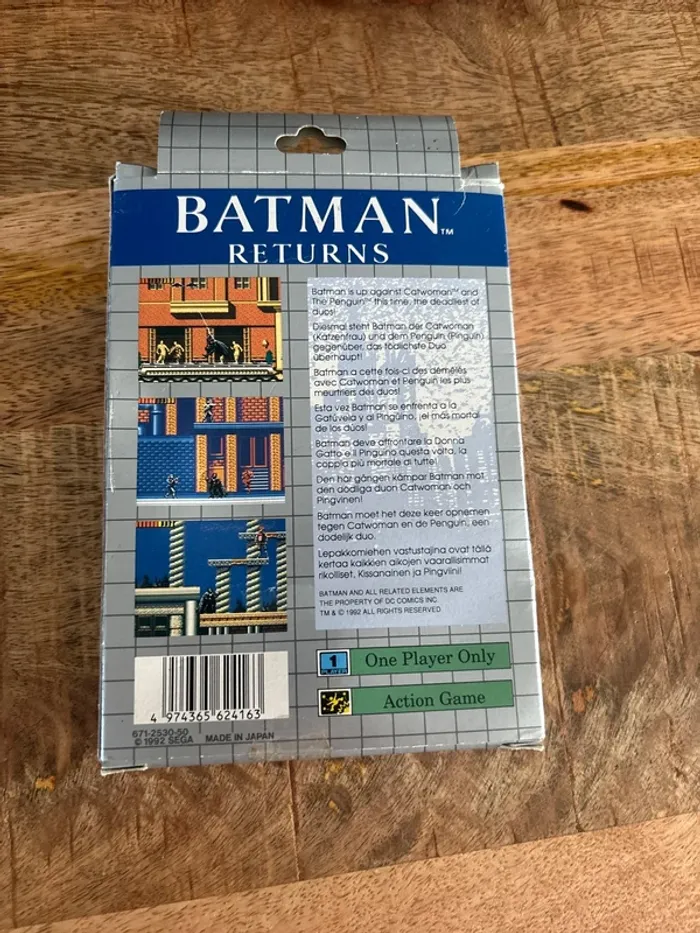 BATMAN™
RETURNS
Batman is up against Catwoman™ and
The Penguin™ this time, the deadliest of
duos!
Diesmal steht Batman der Catwoman
(Katzenfrau) und dem Penguin (Pinguin)
gegenüber, das tödlichste Duo
überhaupt!
Batman a cette fois-ci des démêlés
avec Catwoman et Penguin les plus
meurtriers des duos!
Esta vez Batman se enfrenta a la
Gatúvela y al Pingüino, ¡el más mortal
de los dúos!
Batman deve affrontare la Donna
Gatto e il Pinguino questa volta, la
coppia più mortale di tutte!
Den här gången kämpar Batman mot
den dödliga duon Catwoman och
Pingvinen!
Batman moet het deze keer opnemen
tegen Catwoman en de Penguin, een
dodelijk duo.
Lepakkomiehen vastustajina ovat tällä
kertaa kaikkien aikojen vaarallisimmat
rikolliset, Kissanainen ja Pingviini!
BATMAN AND ALL RELATED ELEMENTS ARE
THE PROPERTY OF DC COMICS INC
TM & © 1992 ALL RIGHTS RESERVED
1
PLAYER
One Player Only
Action Game
4 974365 624163
671-2530-50
© 1992 SEGA MADE IN JAPAN